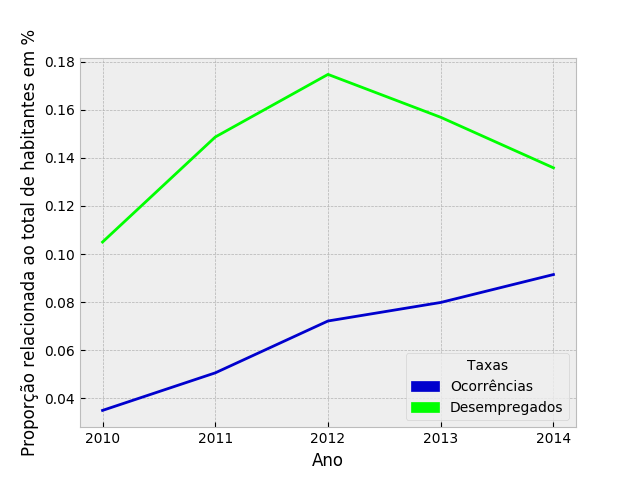 Proporção relacionada ao total de habitantes em %
0.18
0.16
0.14
0.12
0.10
0.08
0.06
0.04
Taxas
Ocorrências
Desempregados
2010 2011 2012 2013 2014
Ano